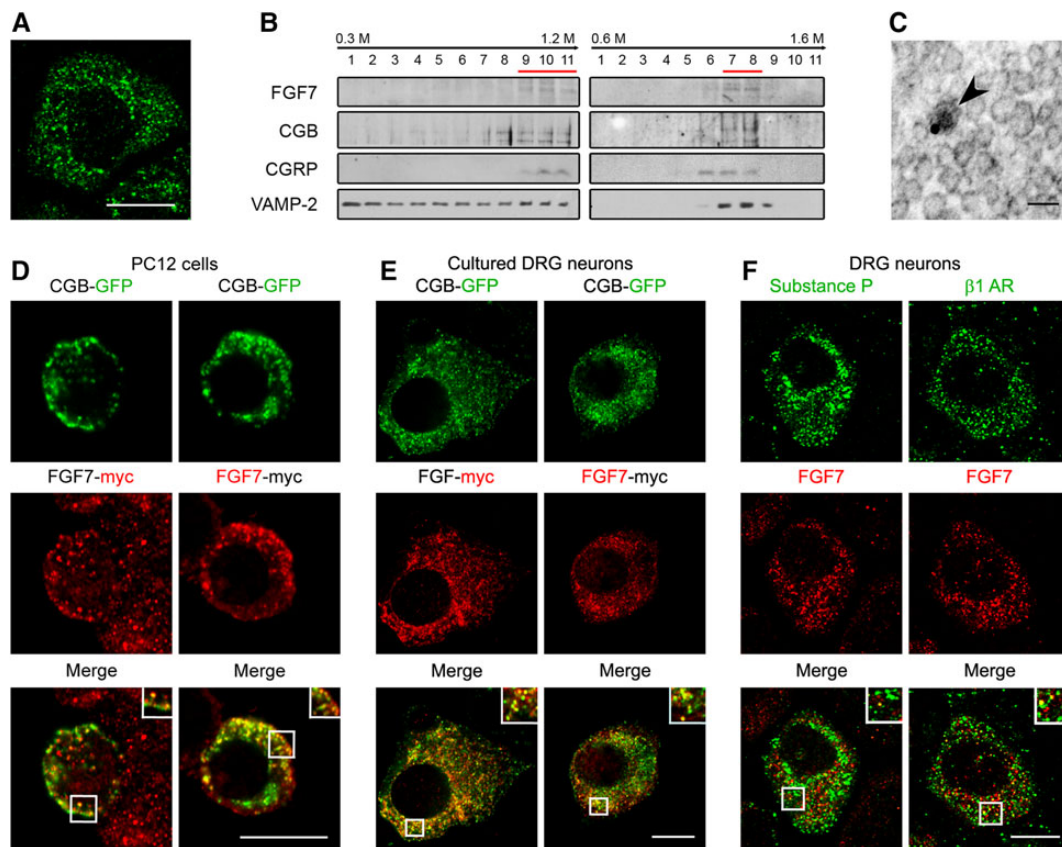 A
B
C
0.3 M 1.2 M 0.6 M 1.6 M
1 2 3 4 5 6 7 8 9 10 11 1 2 3 4 5 6 7 8 9 10 11
FGF7
CGB
CGRP
VAMP-2
D PC12 cells
CGB-GFP CGB-GFP
FGF7-myc FGF7-myc
Merge Merge
E Cultured DRG neurons
CGB-GFP CGB-GFP
FGF-myc FGF7-myc
Merge Merge
F DRG neurons
Substance P β1 AR
FGF7 FGF7
Merge Merge